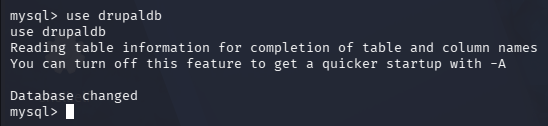 mysql> use drupaldb
use drupaldb
Reading table information for completion of table and column names
You can turn off this feature to get a quicker startup with -A
Database changed
mysql>